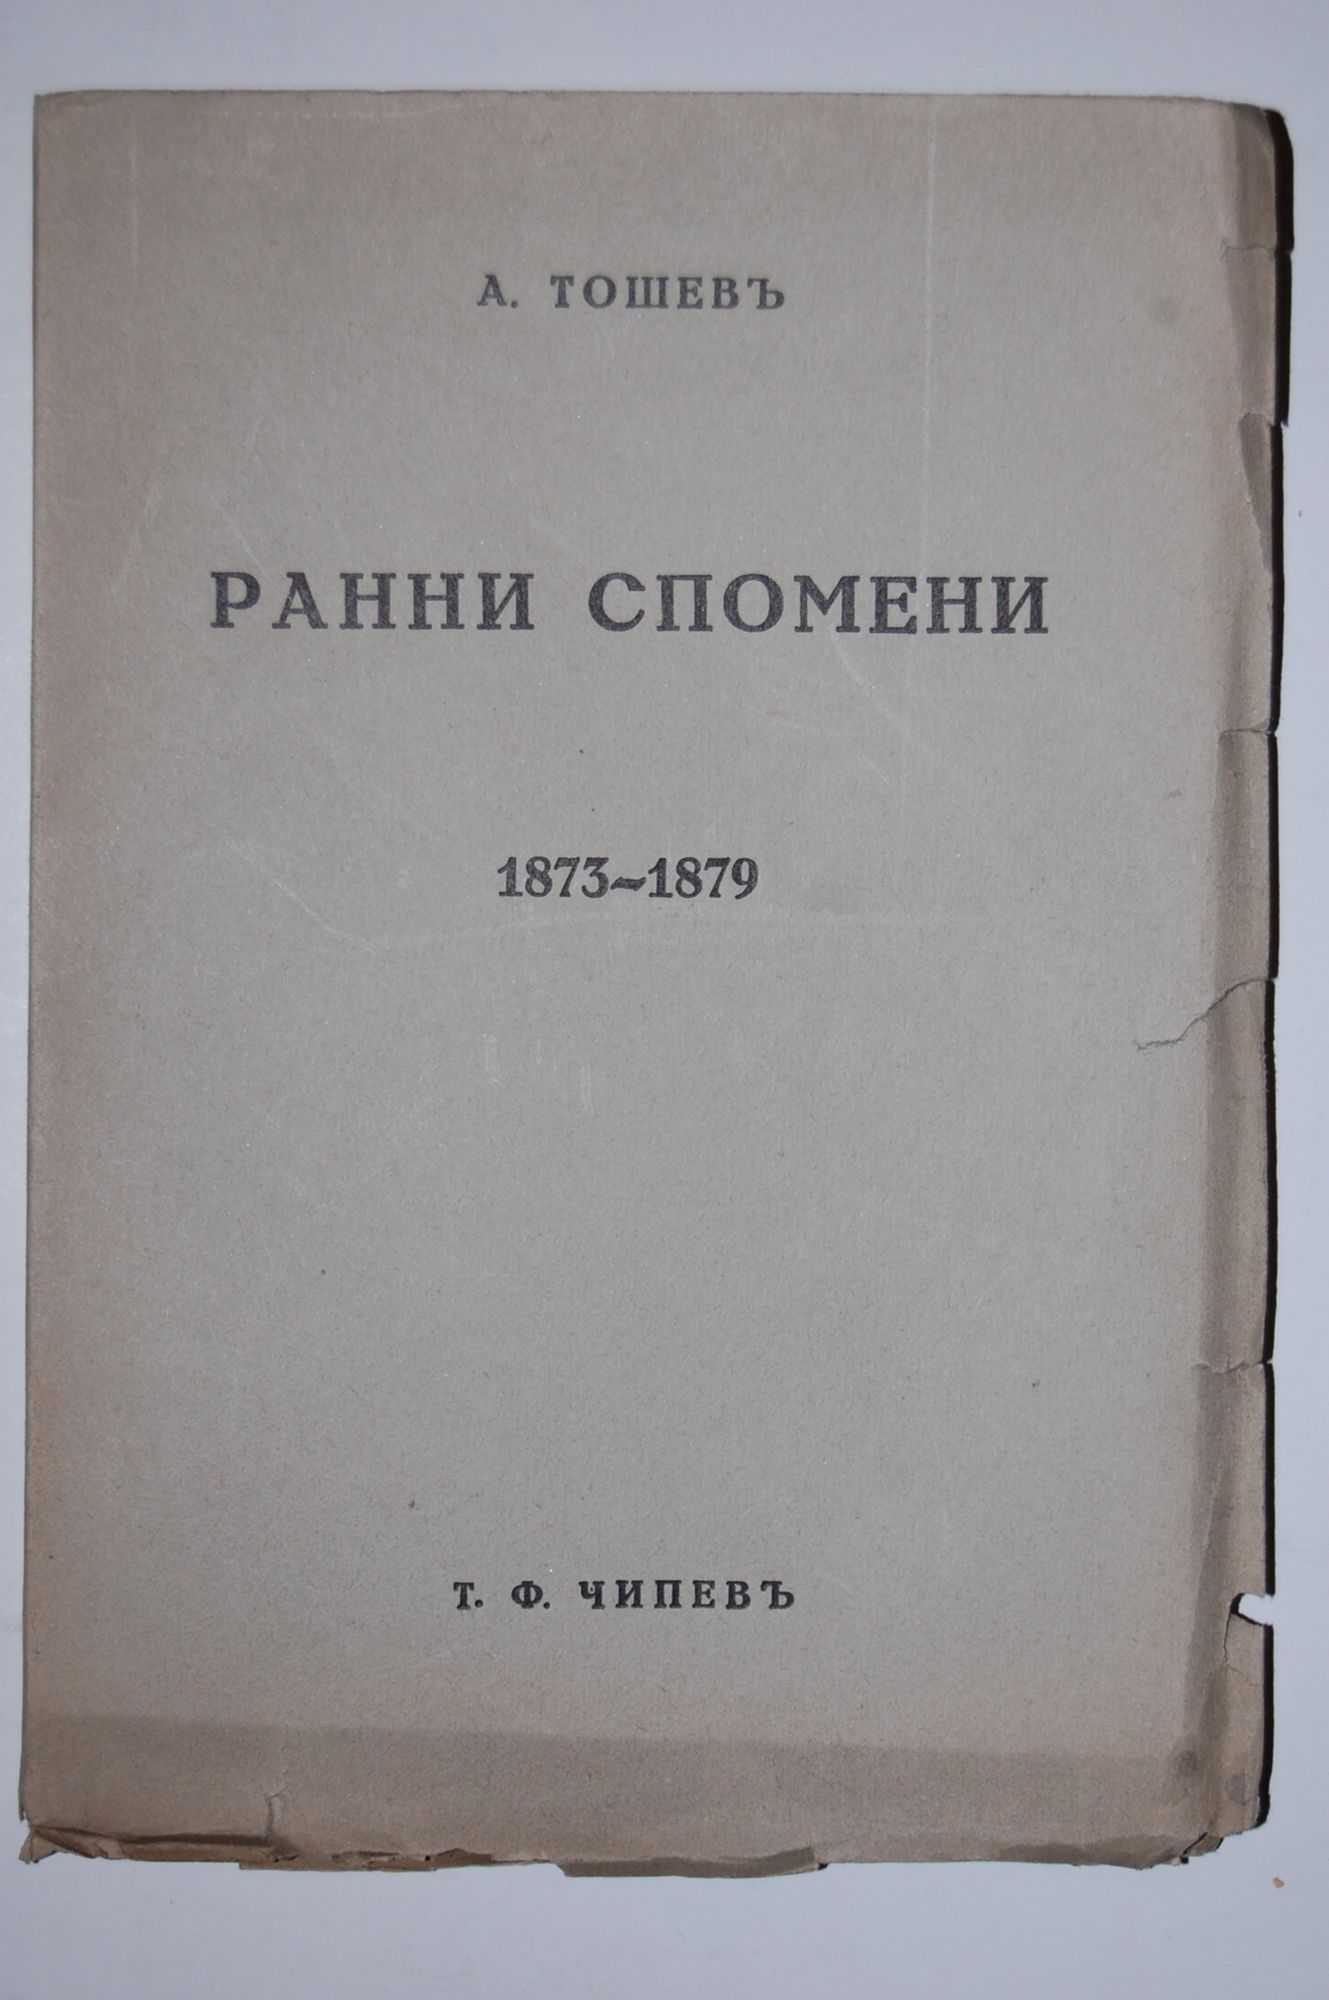 А. ТОШЕВЪ
РАННИ СПОМЕНИ
1873–1879
Т. Ф. ЧИПЕВЪ